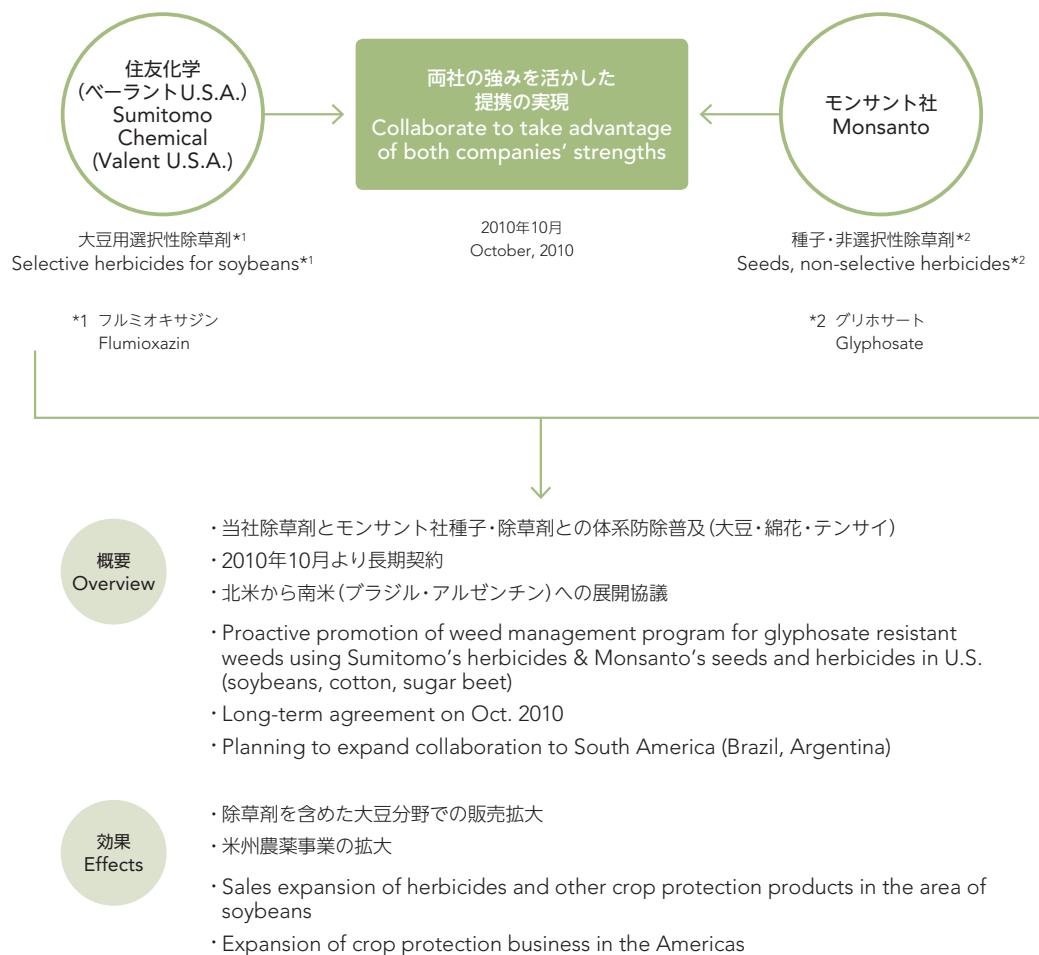 住友化学
(ベーラントU.S.A.)
Sumitomo
Chemical
(Valent U.S.A.)
両社の強みを活かした
提携の実現
Collaborate to take advantage
of both companies' strengths
モンサント社
Monsanto
大豆用選択性除草剤*1
Selective herbicides for soybeans*1
2010年10月
October, 2010
種子・非選択性除草剤*2
Seeds, non-selective herbicides*2
*1 フルミオキサジン
Flumioxazin
*2 グリホサート
Glyphosate
概要
Overview
・当社除草剤とモンサント社種子・除草剤との体系防除普及(大豆・綿花・テンサイ)
・2010年10月より長期契約
・北米から南米(ブラジル・アルゼンチン)への展開協議
・Proactive promotion of weed management program for glyphosate resistant
weeds using Sumitomo's herbicides & Monsanto's seeds and herbicides in U.S.
(soybeans, cotton, sugar beet)
・Long-term agreement on Oct. 2010
・Planning to expand collaboration to South America (Brazil, Argentina)
効果
Effects
・除草剤を含めた大豆分野での販売拡大
・米州農薬事業の拡大
・Sales expansion of herbicides and other crop protection products in the area of
soybeans
・Expansion of crop protection business in the Americas